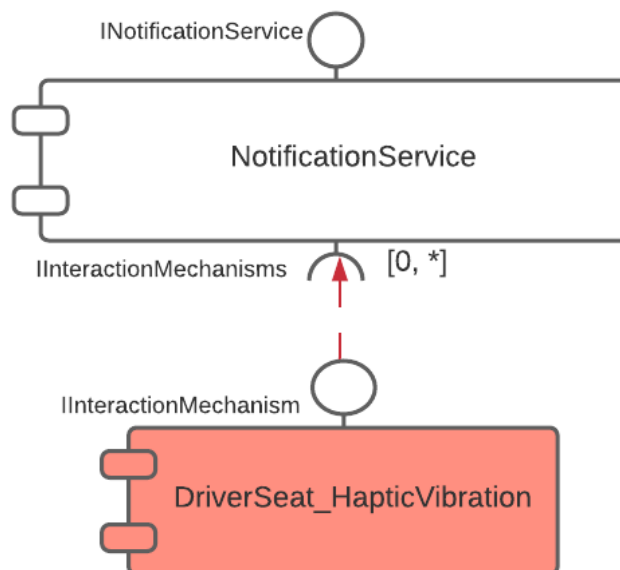 INotificationService
NotificationService
IInteractionMechanisms
[0, *]
IInteractionMechanism
DriverSeat_HapticVibration